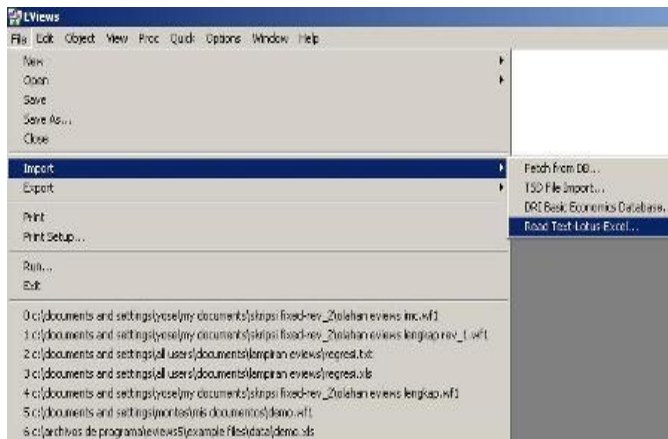 EViews
File Edit Object View Proc Quick Options Window Help
New
Open
Save
Save As...
Close
Import
Export
Print
Print Setup...
Run...
Exit
Fetch from DB...
TSD File Import...
DRI Basic Economics Database.
Read Text-Lotus-Excel...
0 c:\documents and settings\yosel\my documents\skripsi fixed-rev_2\olahan eviews imc.wf1
1 c:\documents and settings\yosel\my documents\skripsi fixed-rev_2\olahan eviews lengkap rev_1.wf1
2 c:\documents and settings\all users\documents\lampiran eviews\regresi.txt
3 c:\documents and settings\all users\documents\lampiran eviews\regresi.xls
4 c:\documents and settings\yosel\my documents\skripsi fixed-rev_2\olahan eviews lengkap.wf1
5 c:\documents and settings\montes\mis documentos\demo.wf1
6 c:\archivos de programa\eviews5\example files\data\demo.xls